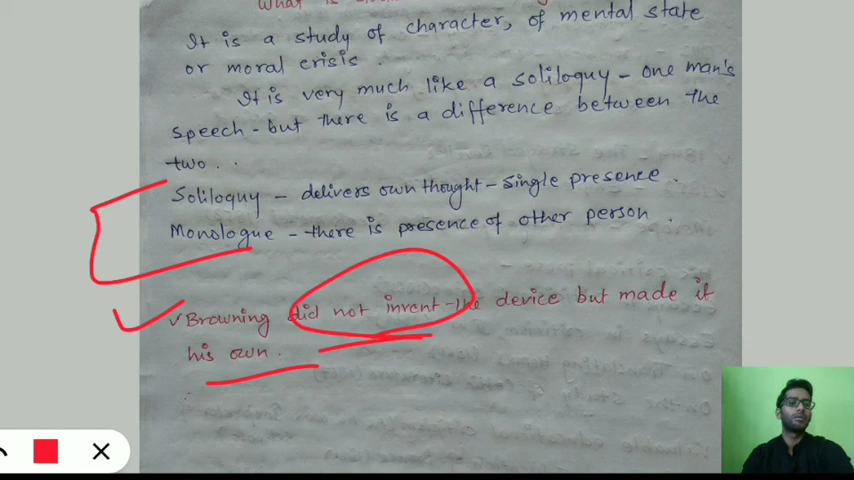 What is
It is a study of character, of mental state
or moral crisis.
It is very much like a soliloquy - one man's
speech - but there is a difference between the
two..
Soliloquy - delivers own thought - single presence.
Monologue - there is presence of other person.
✓ Browning did not invent the device but made it
his own.